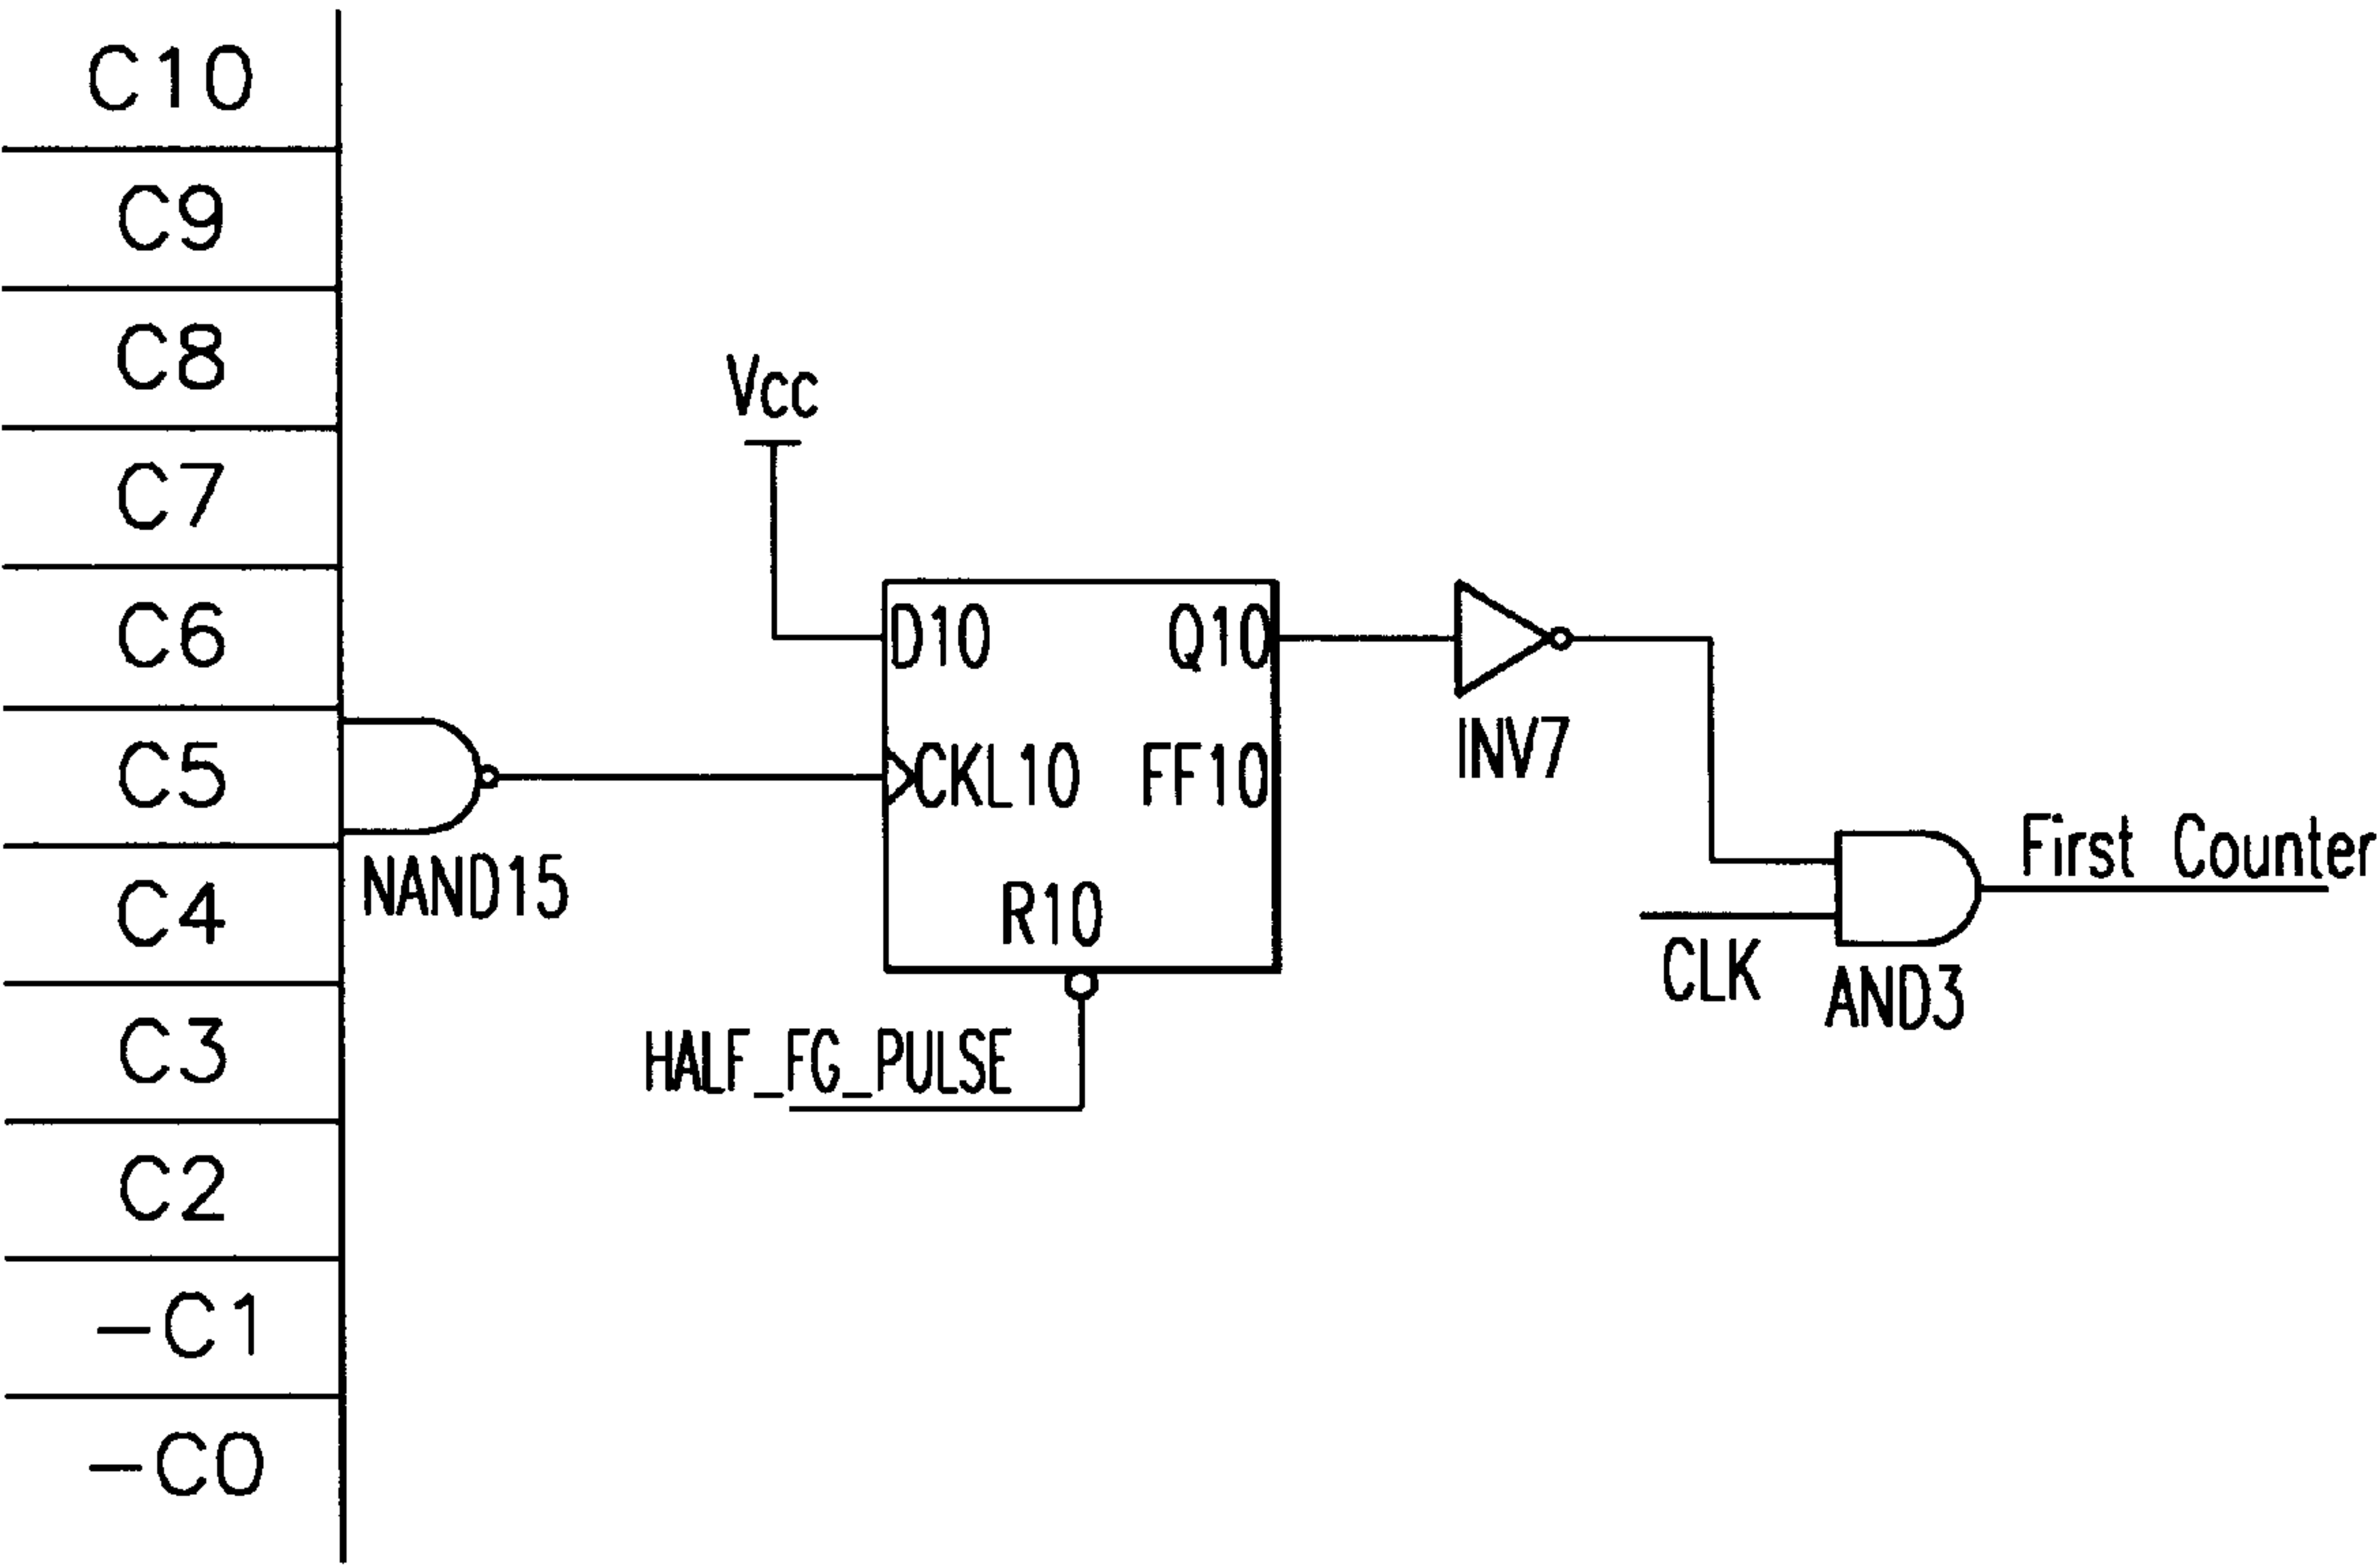 C10
C9
C8
C7
C6
C5
C4
C3
C2
-C1
-C0
NAND15
Vcc
D10 Q10
CKL10 FF10
R10
HALF_FG_PULSE
INV7
CLK
AND3
First Counter